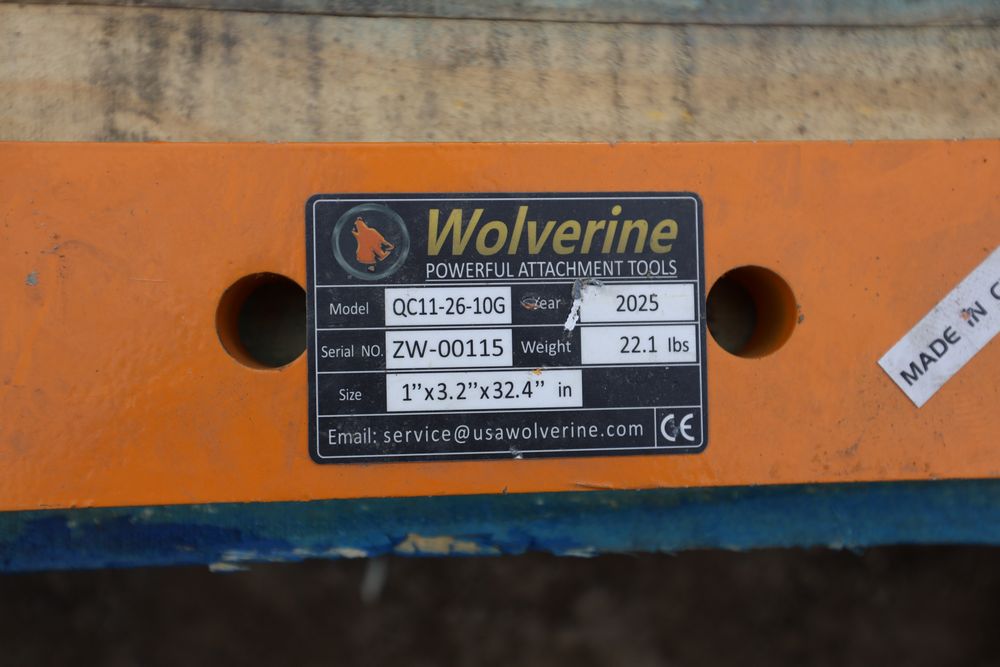 Wolverine
POWERFUL ATTACHMENT TOOLS
Model QC11-26-10G Year 2025
Serial NO. ZW-00115 Weight 22.1 lbs
Size 1”x3.2”x32.4” in
Email: service@usawolverine.com CE
MADE IN